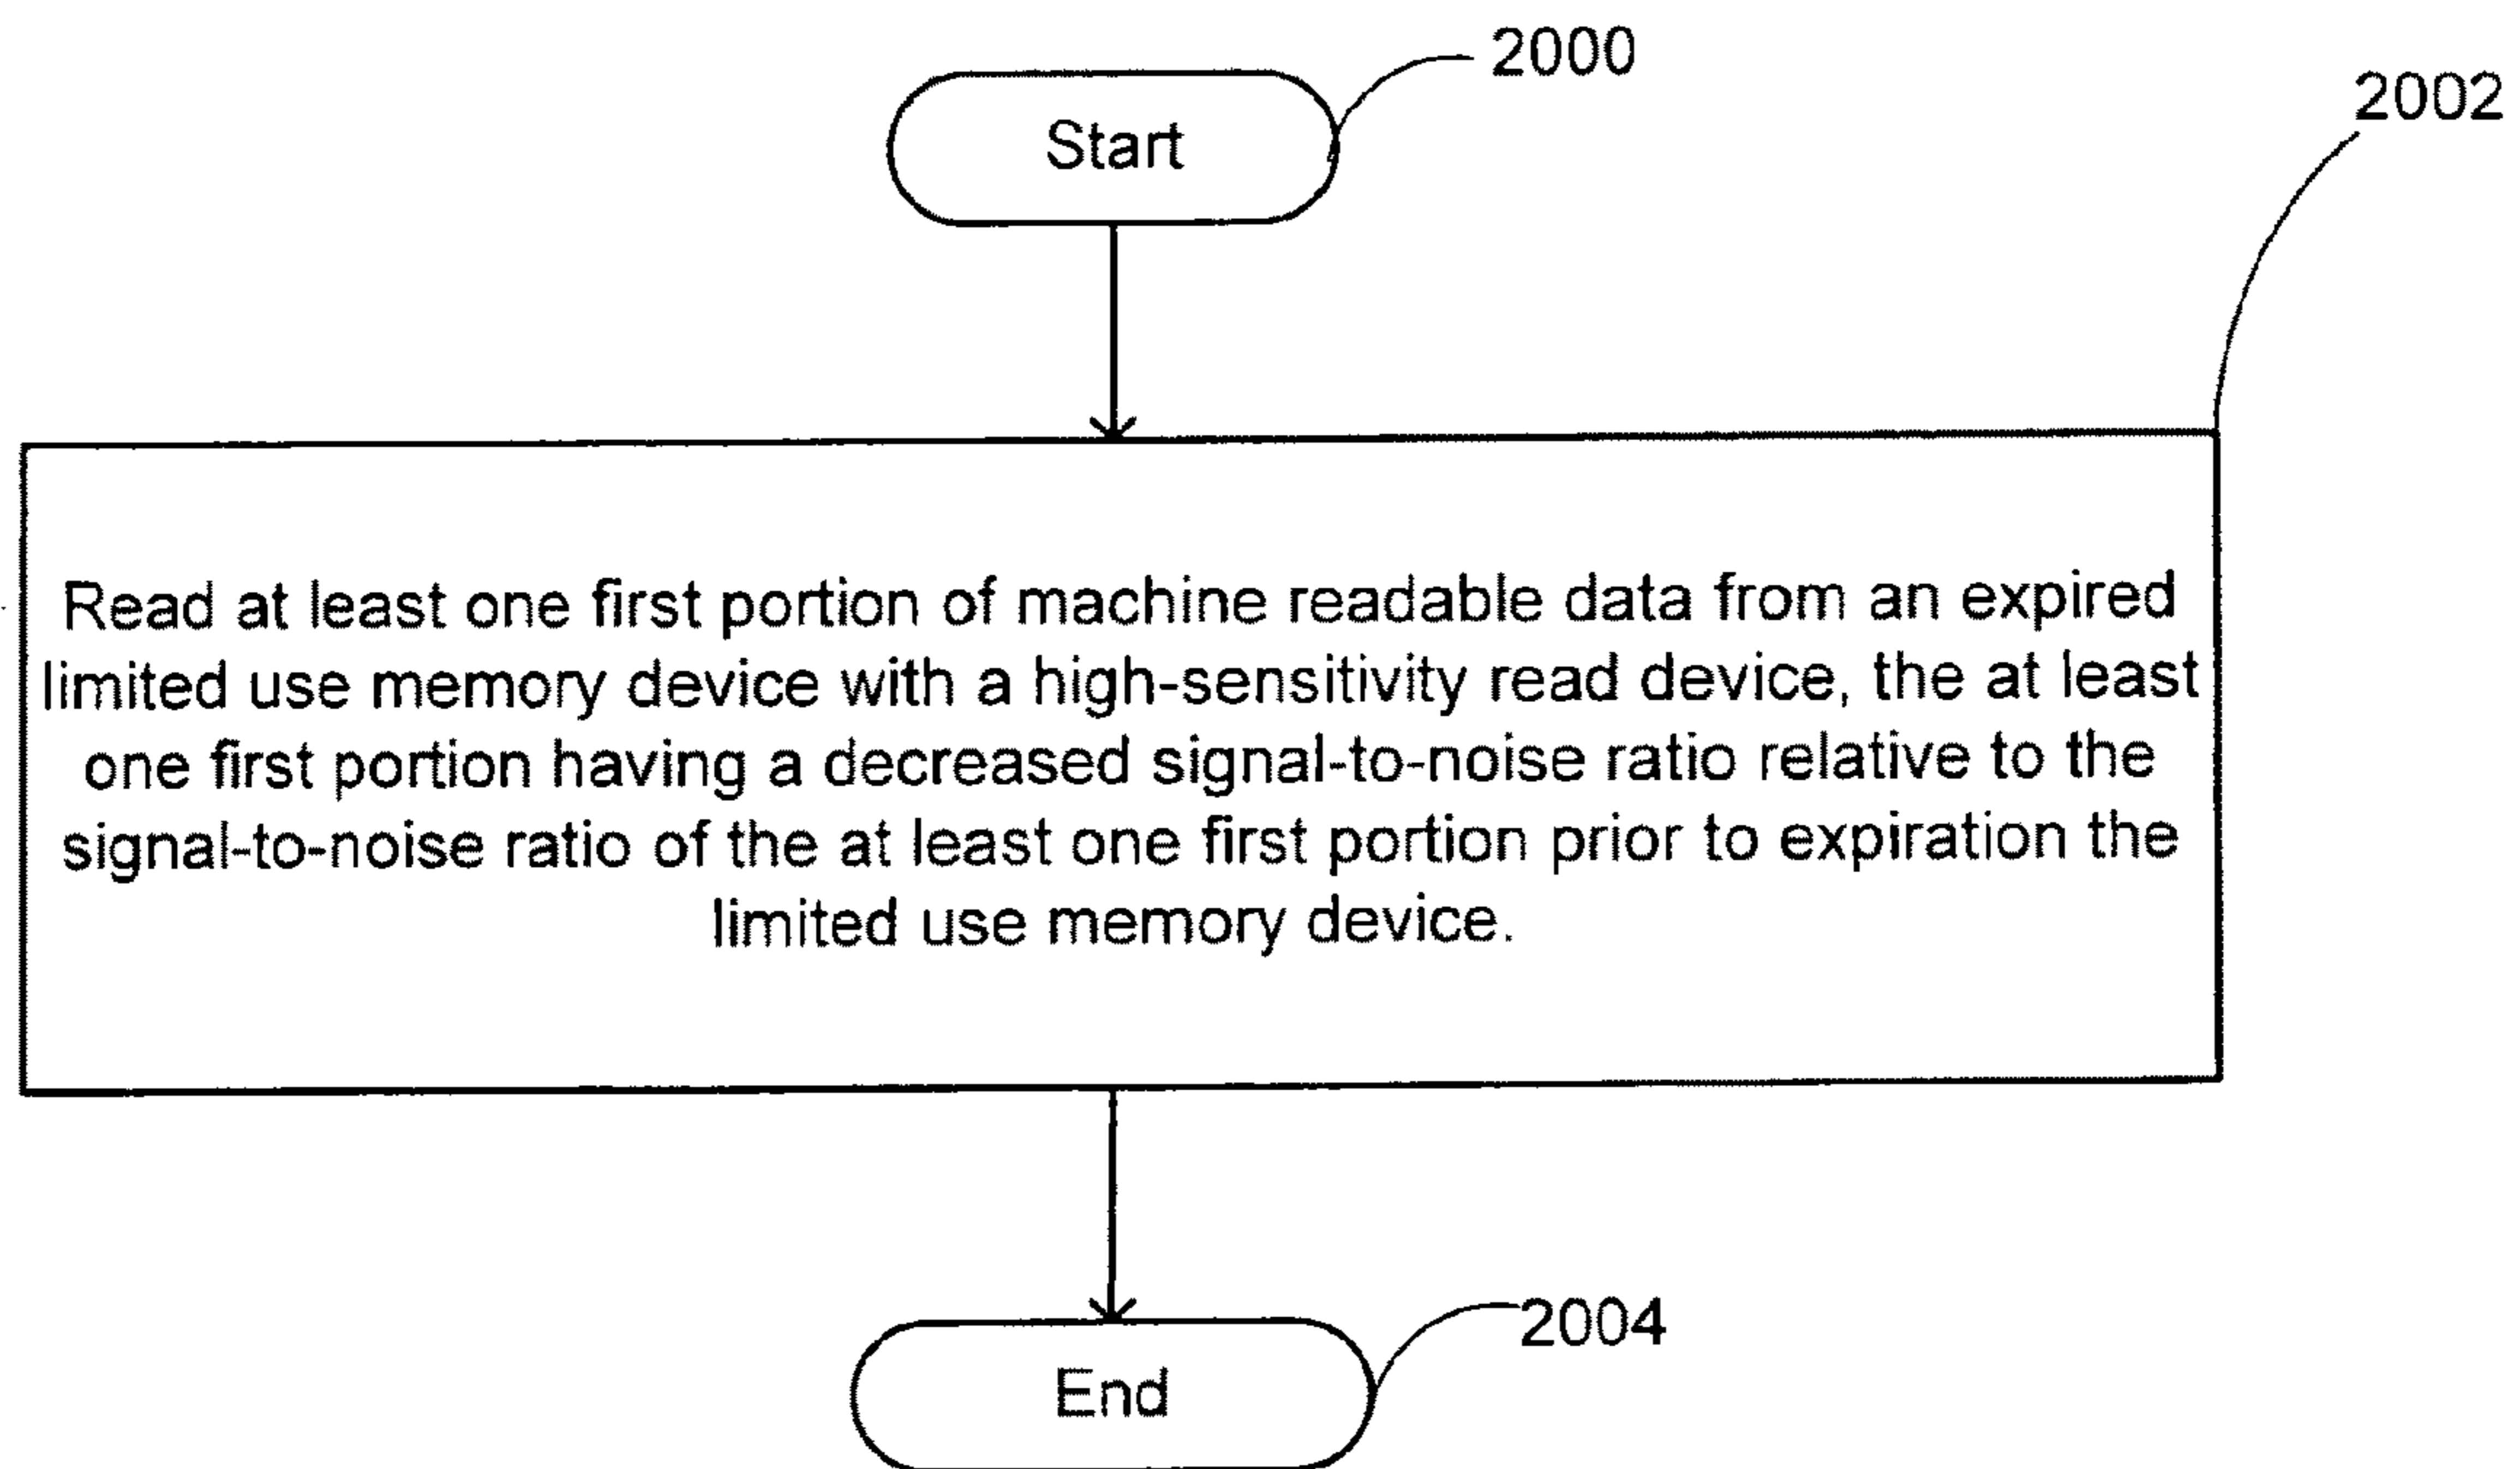 2000
Start
2002
Read at least one first portion of machine readable data from an expired
limited use memory device with a high-sensitivity read device, the at least
one first portion having a decreased signal-to-noise ratio relative to the
signal-to-noise ratio of the at least one first portion prior to expiration the
limited use memory device.
2004
End